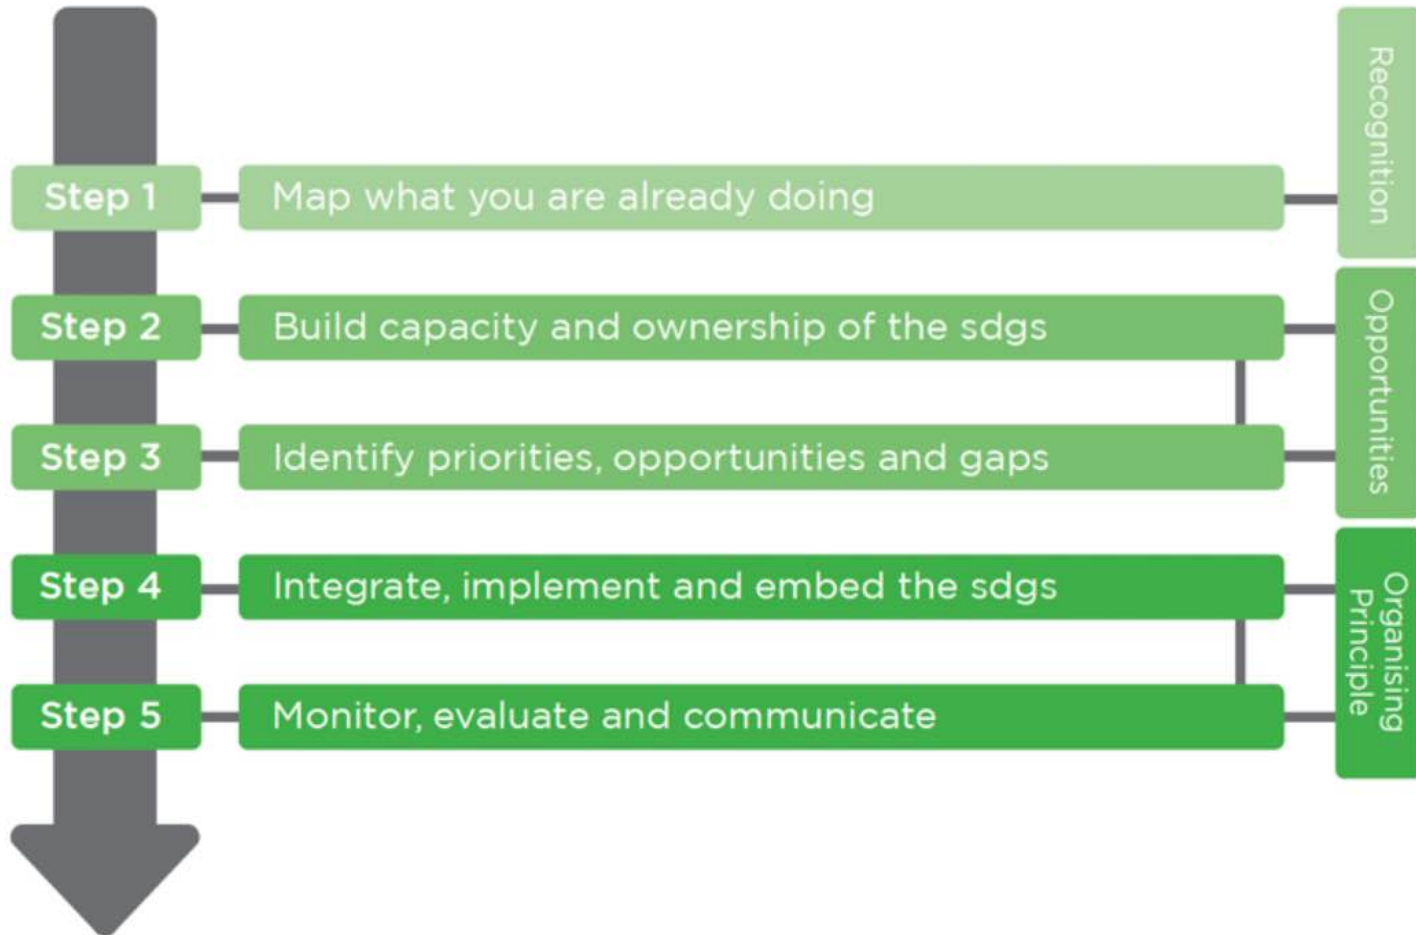 Recognition
Step 1
Map what you are already doing
Step 2
Build capacity and ownership of the sdgs
Opportunities
Step 3
Identify priorities, opportunities and gaps
Step 4
Integrate, implement and embed the sdgs
Organising
Principle
Step 5
Monitor, evaluate and communicate